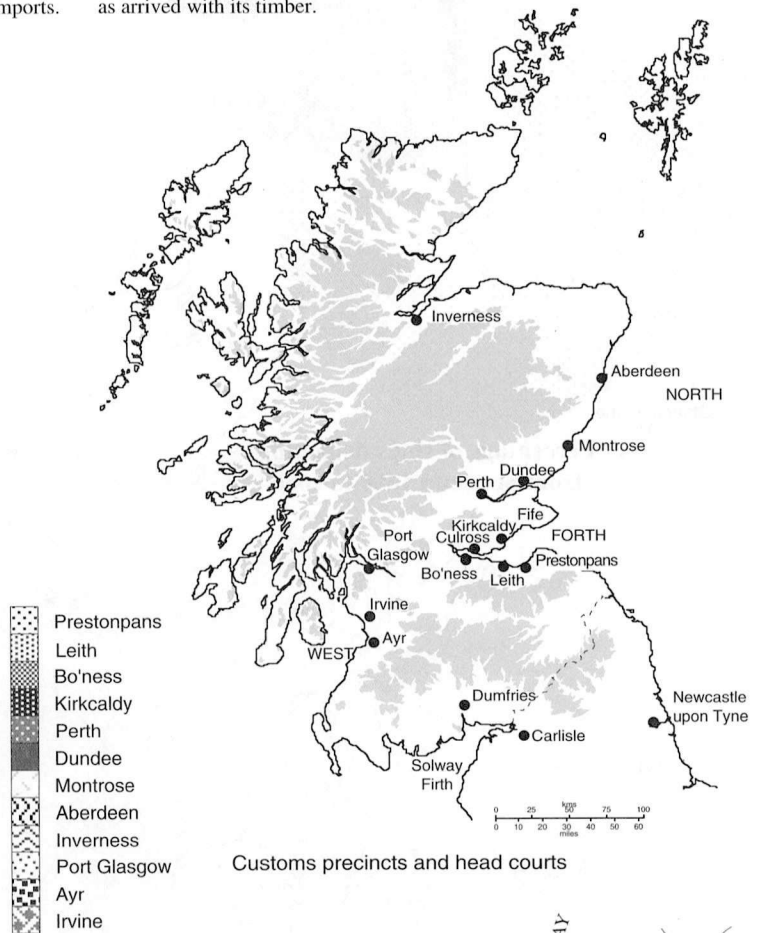 as arrived with its timber.
Inverness
Aberdeen
NORTH
Montrose
Dundee
Perth
Fife
Kirkcaldy
Culross
FORTH
Port
Glasgow
Prestonpans
Bo'ness
Leith
Irvine
WEST
Ayr
Dumfries
Newcastle
upon Tyne
Carlisle
Solway
Firth
kms
0 25 50 75 100
0 10 20 30 40 50 60
miles
Prestonpans
Leith
Bo'ness
Kirkcaldy
Perth
Dundee
Montrose
Aberdeen
Inverness
Port Glasgow
Ayr
Irvine
Customs precincts and head courts